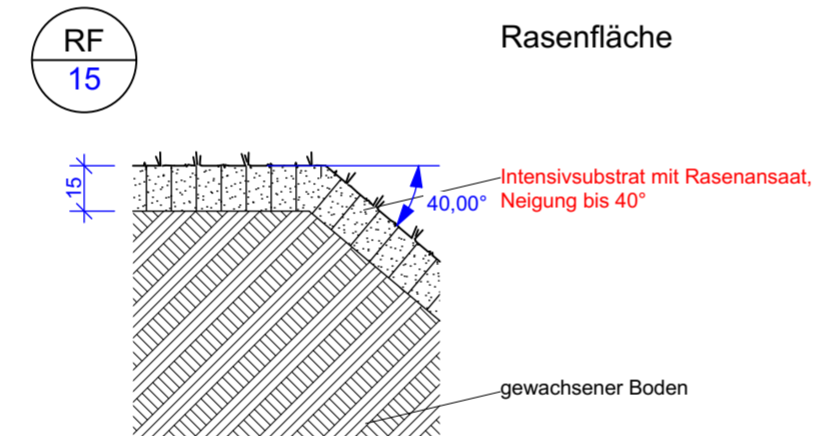 RF
15
Rasenfläche
15
40,00°
Intensivsubstrat mit Rasenansaat,
Neigung bis 40°
gewachsener Boden